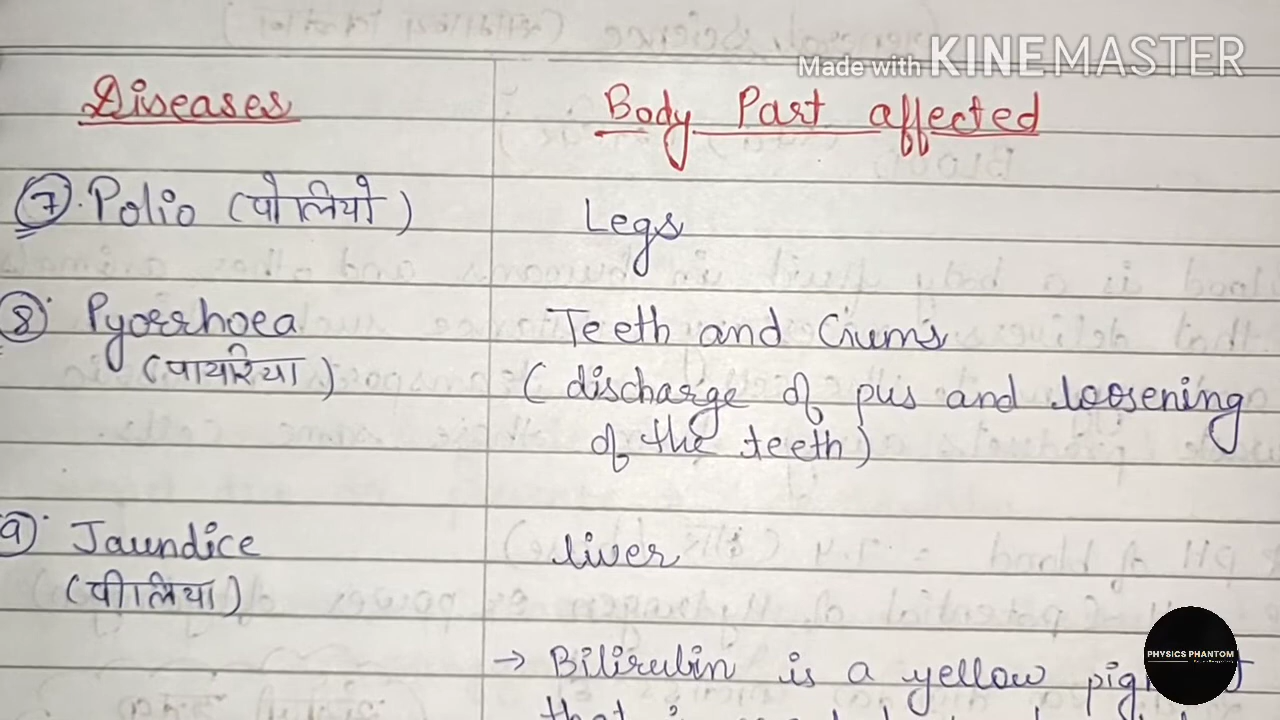 Made with KINEMASTER
Diseases Body Part affected
7. Polio (पोलियो) Legs
8. Pyorrhoea Teeth and Gums
(पायरिया) (discharge of pus and loosening
of the teeth)
9. Jaundice liver
(पीलिया)
→ Bilirubin is a yellow
PHYSICS PHANTOM